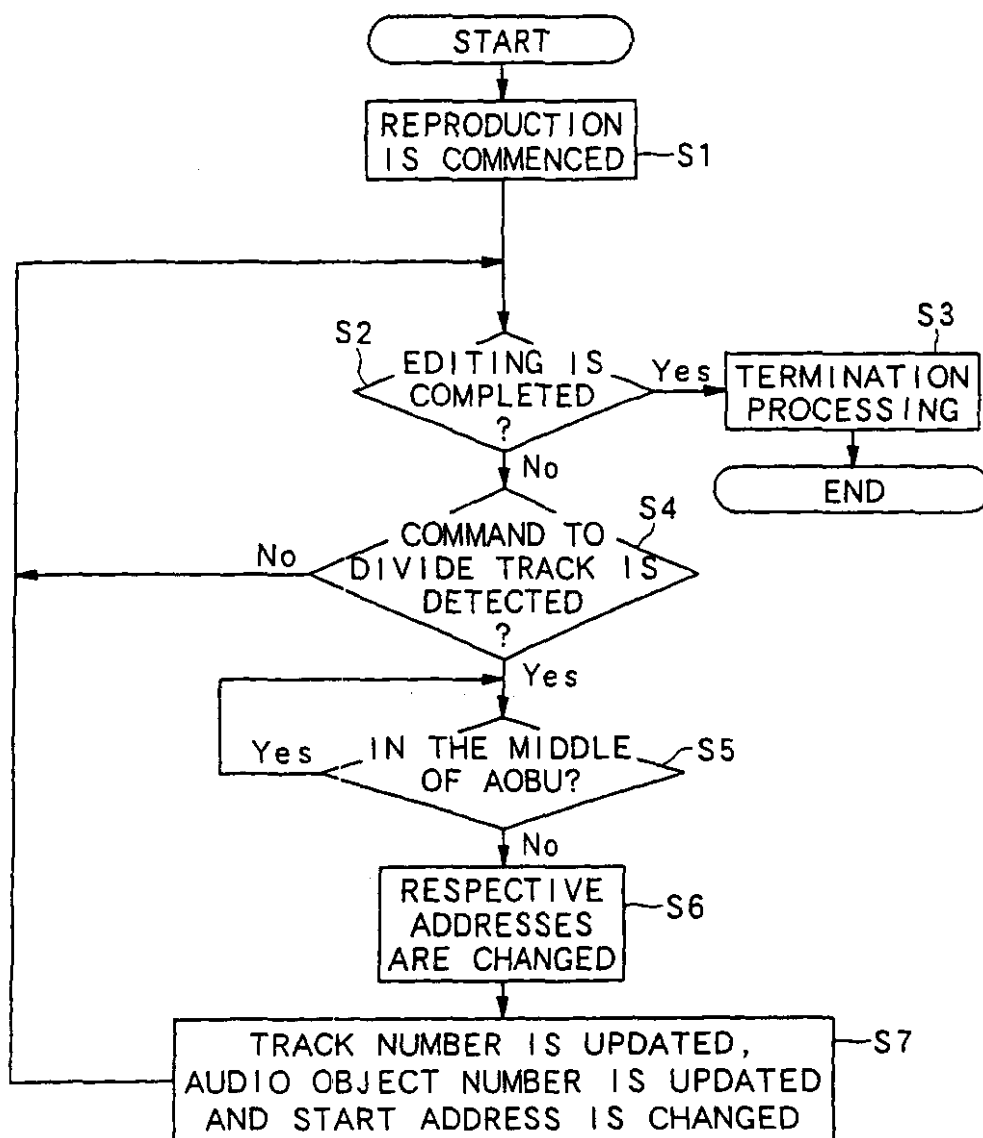 START
REPRODUCTION
IS COMMENCED
S1
S2
EDITING IS
COMPLETED
?
Yes
No
S3
TERMINATION
PROCESSING
END
S4
COMMAND TO
DIVIDE TRACK IS
DETECTED
?
No
Yes
S5
IN THE MIDDLE
OF AOBU?
Yes
No
RESPECTIVE
ADDRESSES
ARE CHANGED
S6
TRACK NUMBER IS UPDATED,
AUDIO OBJECT NUMBER IS UPDATED
AND START ADDRESS IS CHANGED
S7